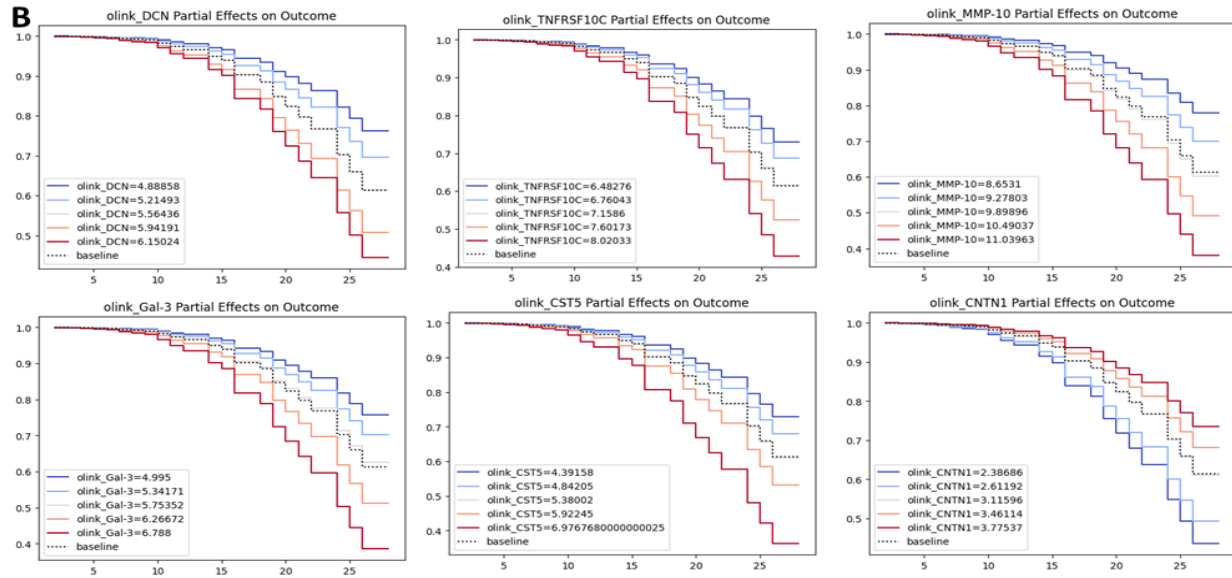 B
olink_DCN Partial Effects on Outcome
1.0
0.9
0.8
0.7
0.6
0.5
olink_DCN=4.88858
olink_DCN=5.21493
olink_DCN=5.56436
olink_DCN=5.94191
olink_DCN=6.15024
baseline
5 10 15 20 25
olink_TNFRSF10C Partial Effects on Outcome
1.0
0.9
0.8
0.7
0.6
0.5
0.4
olink_TNFRSF10C=6.48276
olink_TNFRSF10C=6.76043
olink_TNFRSF10C=7.1586
olink_TNFRSF10C=7.60173
olink_TNFRSF10C=8.02033
baseline
5 10 15 20 25
olink_MMP-10 Partial Effects on Outcome
1.0
0.9
0.8
0.7
0.6
0.5
0.4
olink_MMP-10=8.6531
olink_MMP-10=9.27803
olink_MMP-10=9.89896
olink_MMP-10=10.49037
olink_MMP-10=11.03963
baseline
5 10 15 20 25
olink_Gal-3 Partial Effects on Outcome
1.0
0.9
0.8
0.7
0.6
0.5
0.4
olink_Gal-3=4.995
olink_Gal-3=5.34171
olink_Gal-3=5.75352
olink_Gal-3=6.26672
olink_Gal-3=6.788
baseline
5 10 15 20 25
olink_CST5 Partial Effects on Outcome
1.0
0.9
0.8
0.7
0.6
0.5
0.4
olink_CST5=4.39158
olink_CST5=4.84205
olink_CST5=5.38002
olink_CST5=5.92245
olink_CST5=6.9767680000000025
baseline
5 10 15 20 25
olink_CNTN1 Partial Effects on Outcome
1.0
0.9
0.8
0.7
0.6
0.5
olink_CNTN1=2.38686
olink_CNTN1=2.61192
olink_CNTN1=3.11596
olink_CNTN1=3.46114
olink_CNTN1=3.77537
baseline
5 10 15 20 25